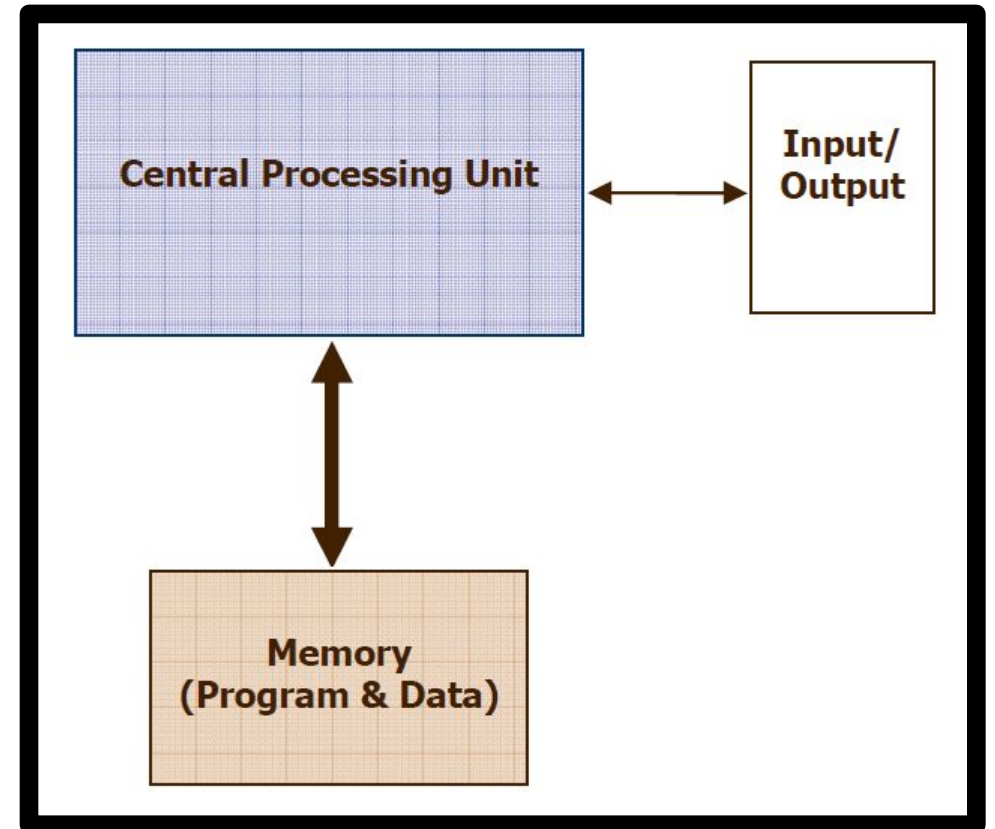 Central Processing Unit
Input/
Output
Memory
(Program & Data)